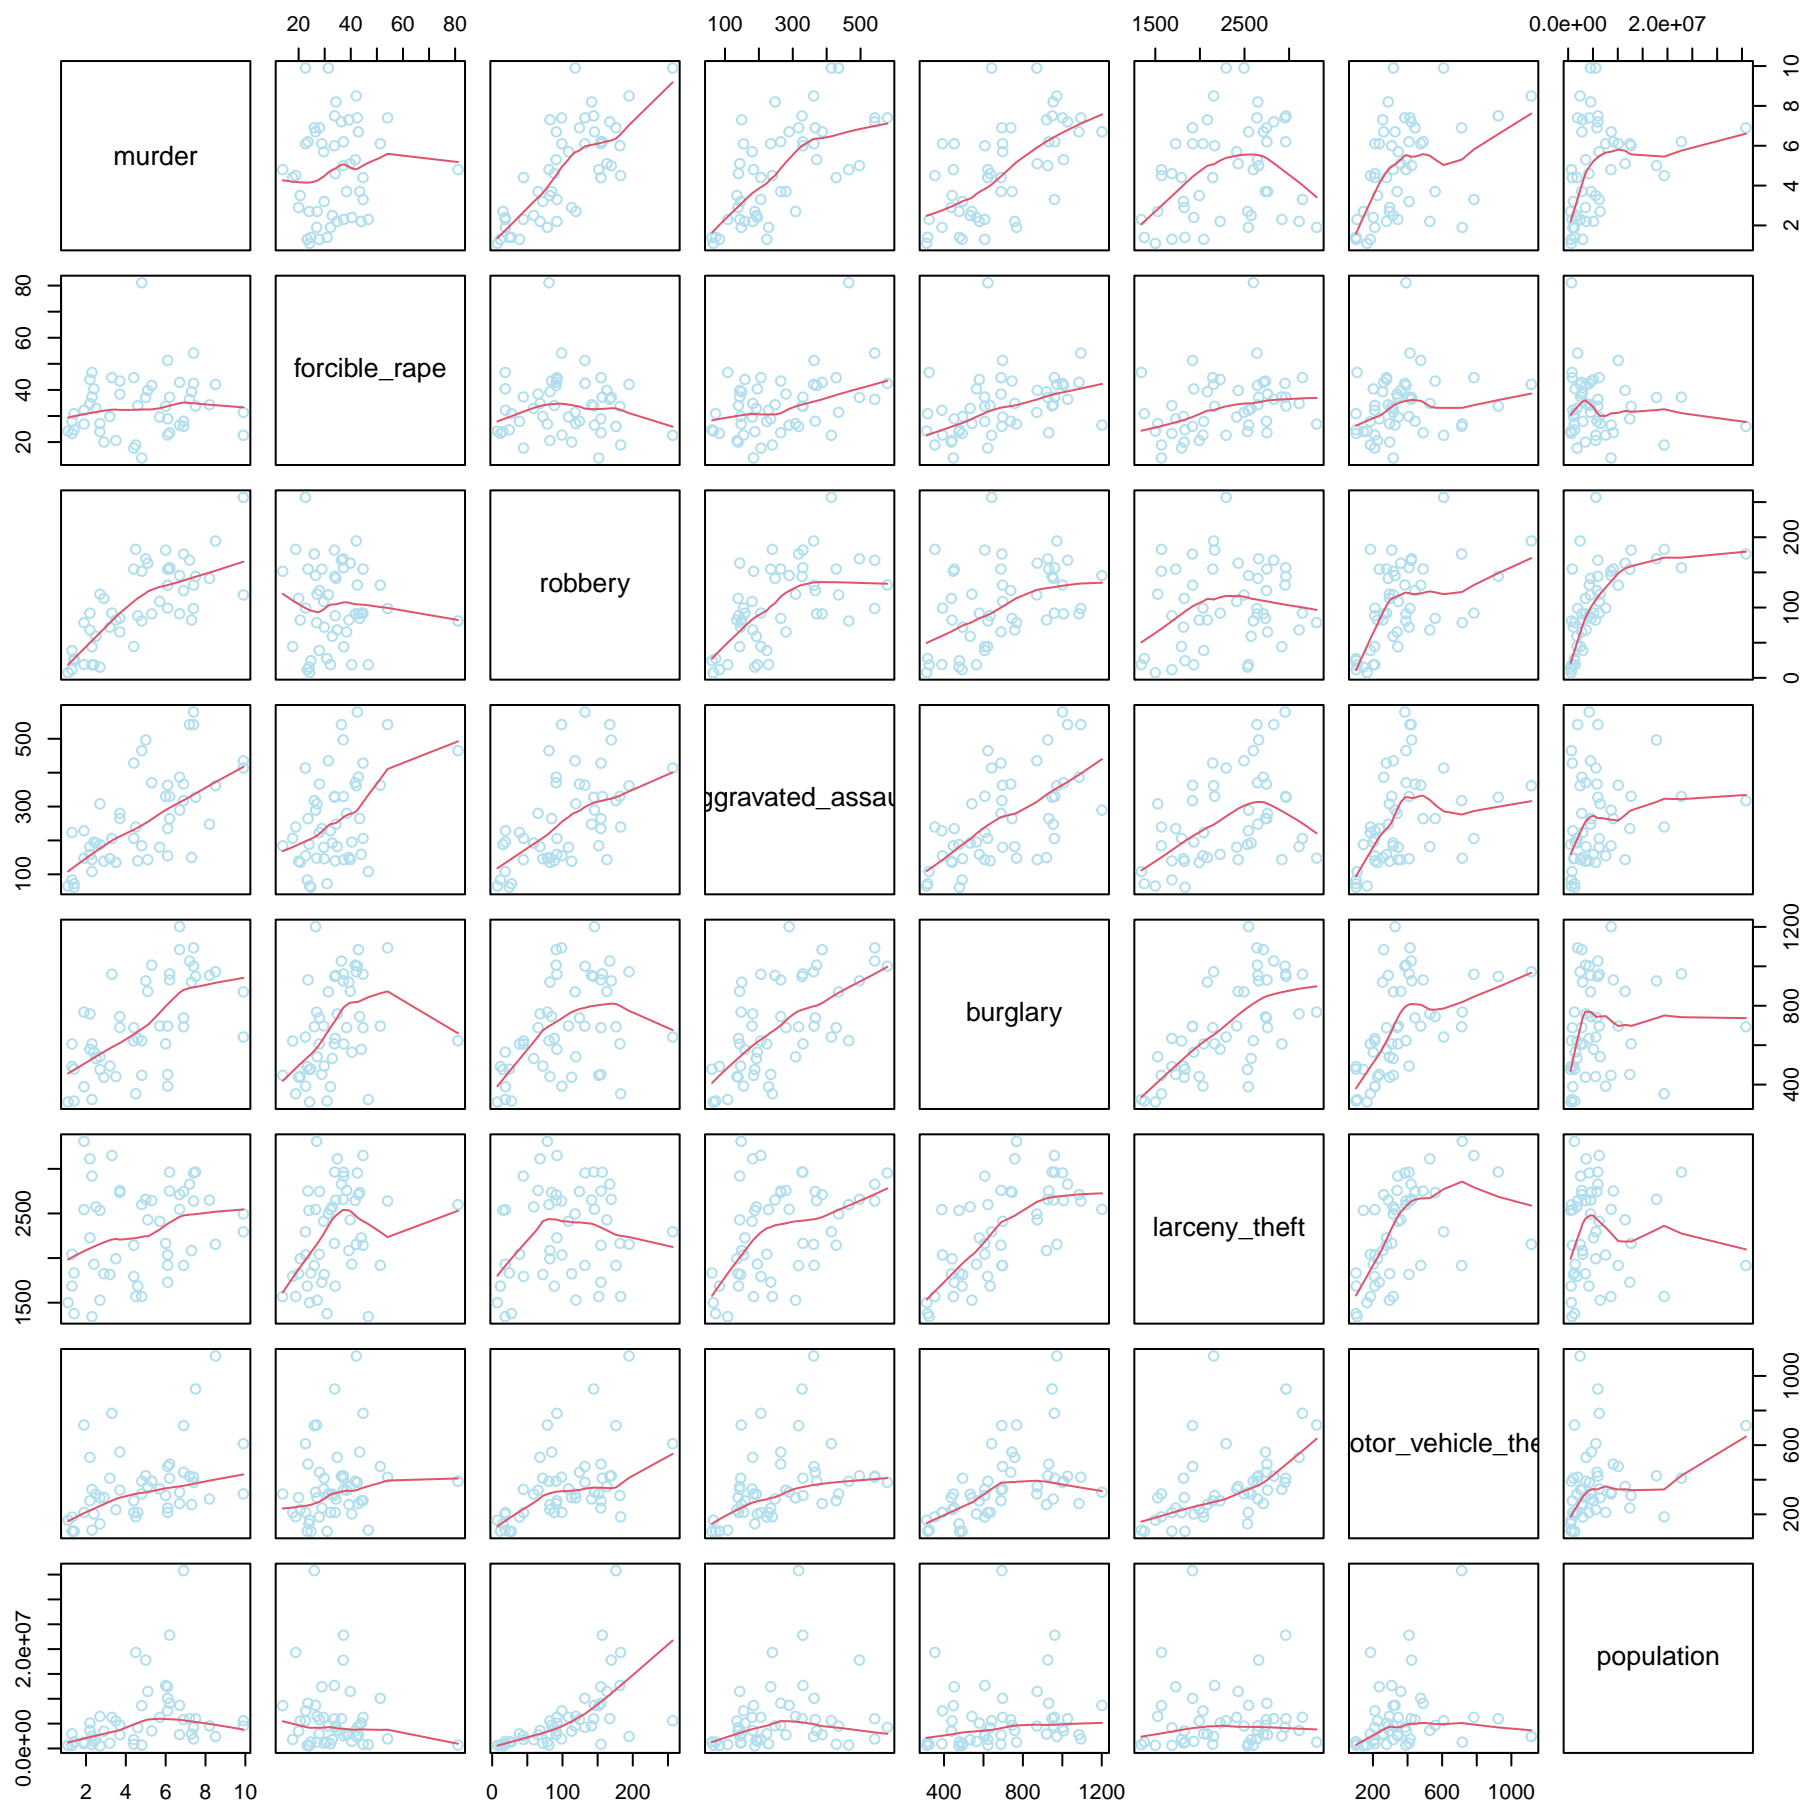 20 40 60 80 100 300 500 1500 2500 0.0e+00 2.0e+07
murder
2 4 6 8 10
20 40 60 80
forcible_rape
robbery
0 100 200
100 300 500
ggravated_assau
burglary
400 800 1200
1500 2500
larceny_theft
otor_vehicle_the
200 600 1000
0.0e+00 2.0e+07
population
2 4 6 8 10 0 100 200 400 800 1200 200 600 1000